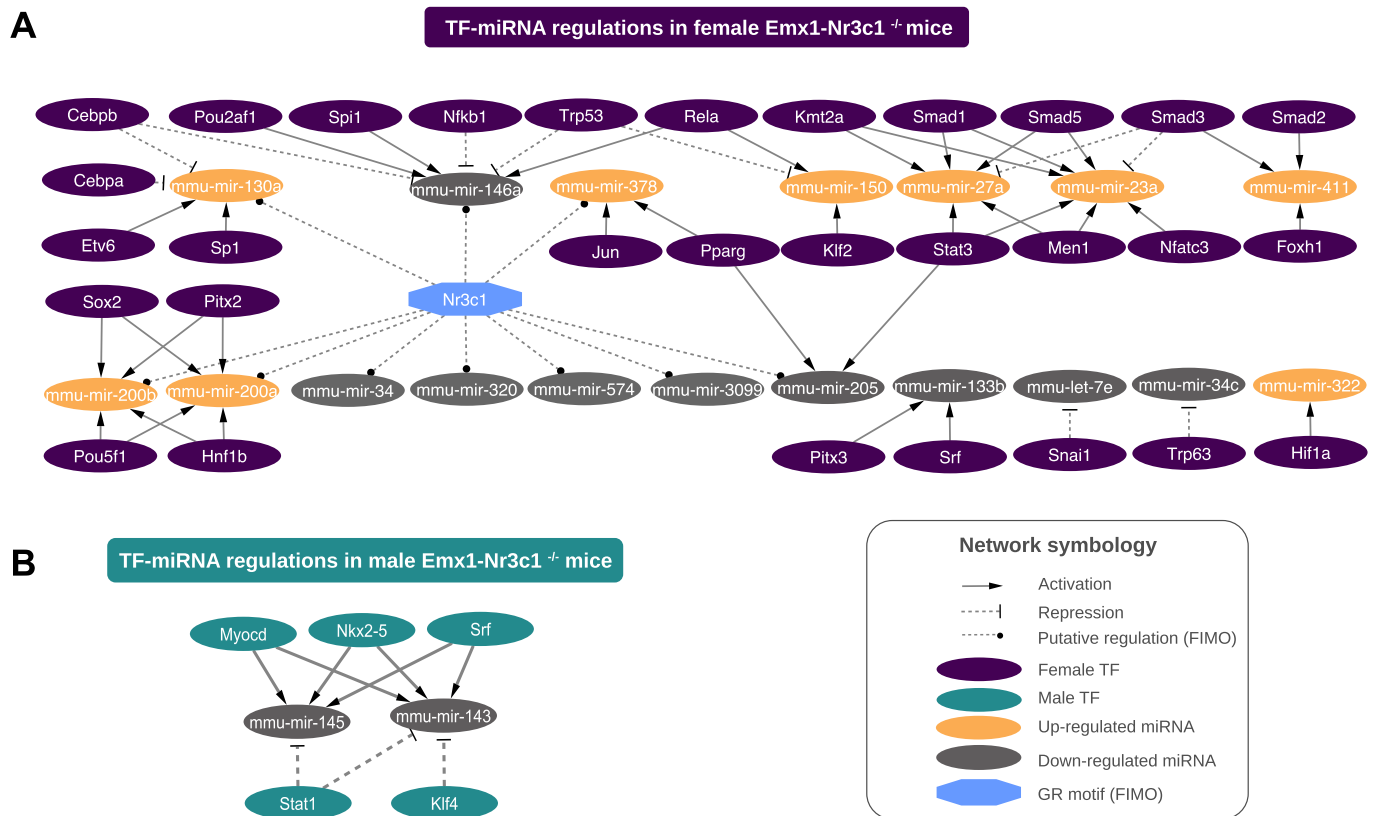 A
TF-miRNA regulations in female Emx1-Nr3c1 -/- mice
Cebpb Pou2af1 Spi1 Nfkb1 Trp53 Rela Kmt2a Smad1 Smad5 Smad3 Smad2
Cebpa mmu-mir-130a mmu-mir-146a mmu-mir-378 mmu-mir-150 mmu-mir-27a mmu-mir-23a mmu-mir-411
Etv6 Sp1 Jun Pparg Klf2 Stat3 Men1 Nfatc3 Foxh1
Sox2 Pitx2 Nr3c1
mmu-mir-200b mmu-mir-200a mmu-mir-34 mmu-mir-320 mmu-mir-574 mmu-mir-3099 mmu-mir-205 mmu-mir-133b mmu-let-7e mmu-mir-34c mmu-mir-322
Pou5f1 Hnf1b Pitx3 Srf Snai1 Trp63 Hif1a
B
TF-miRNA regulations in male Emx1-Nr3c1 -/- mice
Myocd Nkx2-5 Srf
mmu-mir-145 mmu-mir-143
Stat1 Klf4
Network symbology
Activation
Repression
Putative regulation (FIMO)
Female TF
Male TF
Up-regulated miRNA
Down-regulated miRNA
GR motif (FIMO)